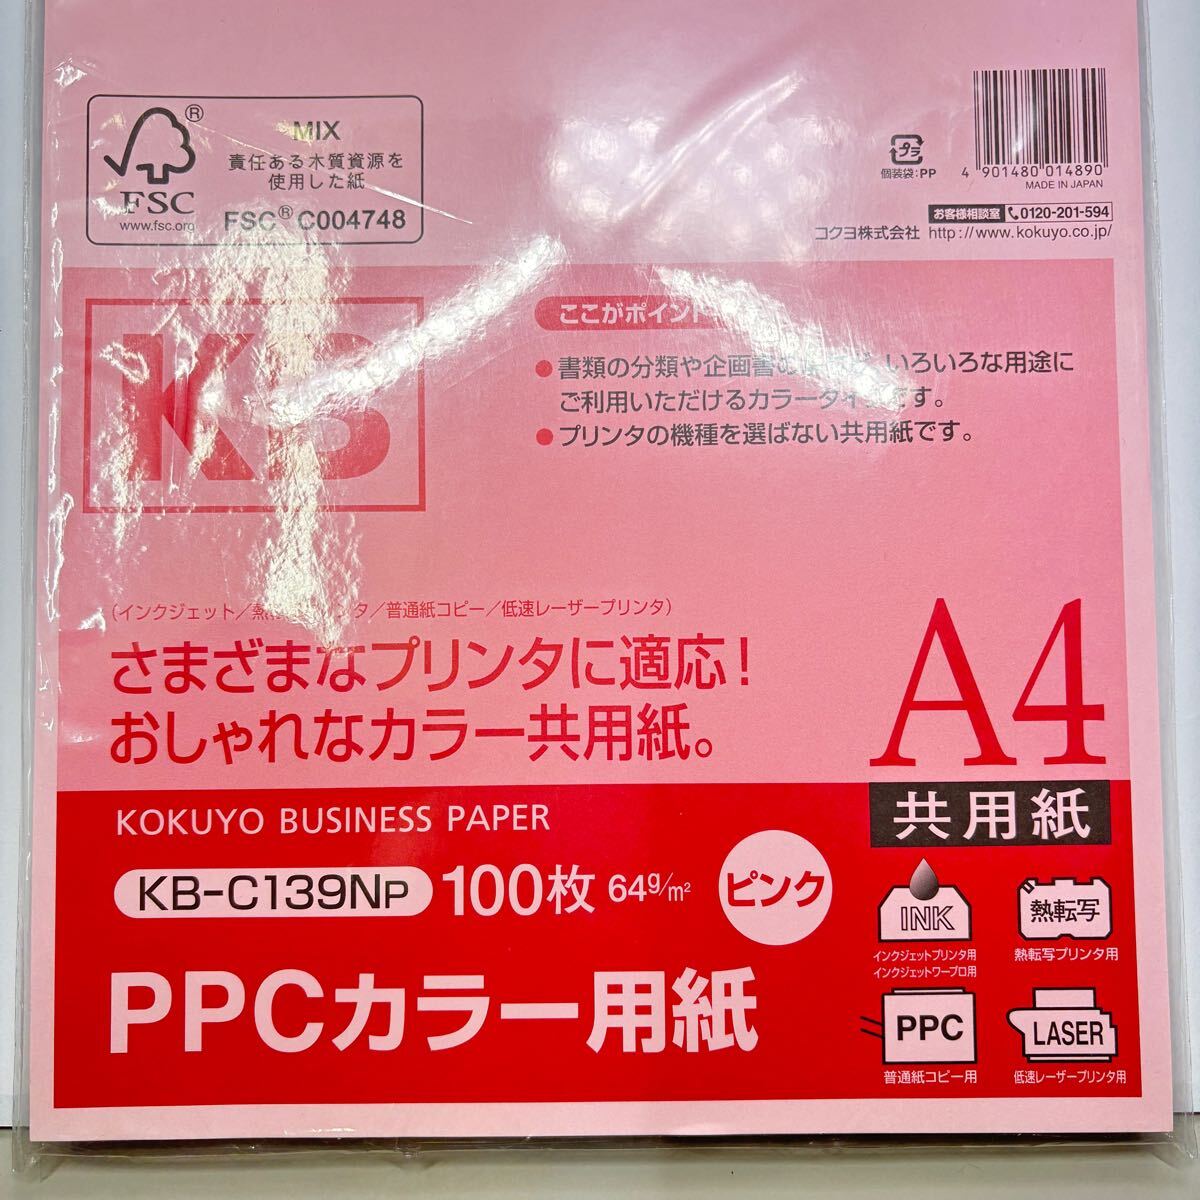 MIX
責任ある木質資源を
使用した紙
FSC® C004748
®
FSC
www.fsc.org
プラ
個装袋:PP
4 901480 014890
MADE IN JAPAN
お客様相談室 0120-201-594
コクヨ株式会社 http://www.kokuyo.co.jp/
KB
ここがポイント
●書類の分類や企画書の いろいろな用途に
ご利用いただけるカラータイプです。
●プリンタの機種を選ばない共用紙です。
(インクジェット/熱 タ/普通紙コピー/低速レーザープリンタ)
さまざまなプリンタに適応!
おしゃれなカラー共用紙。
A4
共用紙
KOKUYO BUSINESS PAPER
KB-C139NP 100枚 64g/m² ピンク
PPCカラー用紙
INK
インクジェットプリンタ用
インクジェットワープロ用
熱転写
熱転写プリンタ用
PPC
普通紙コピー用
LASER
低速レーザープリンタ用